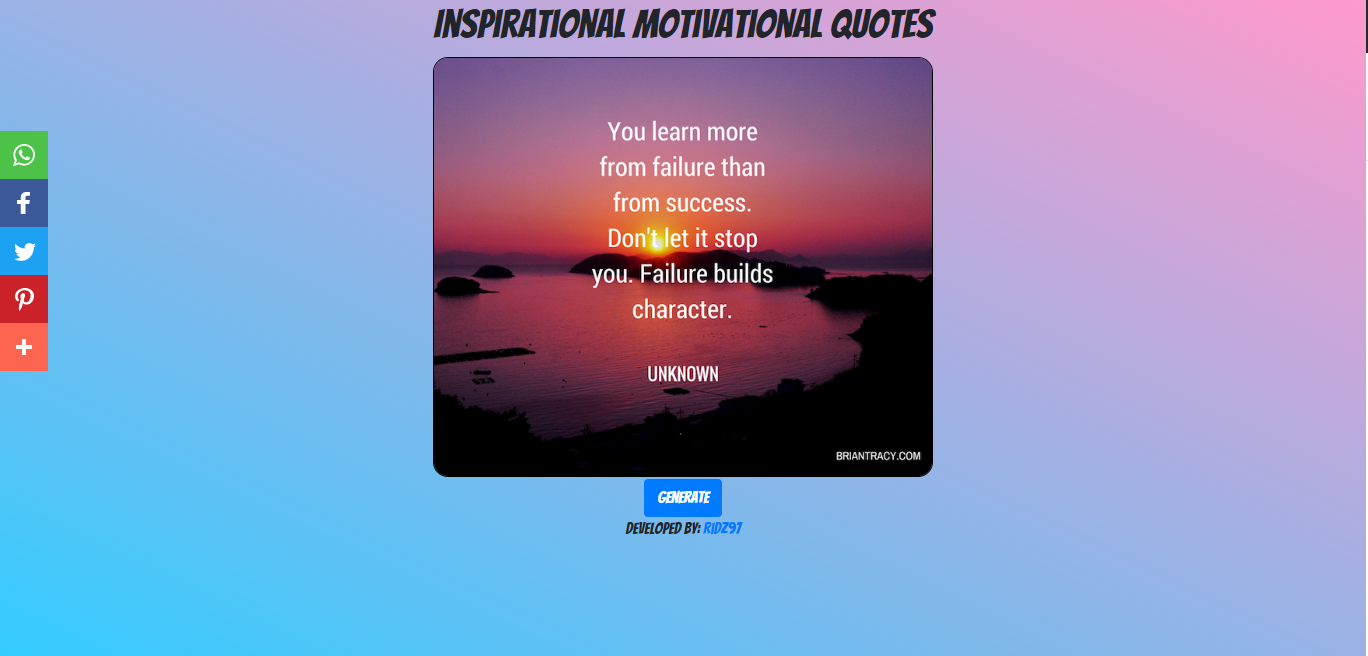 INSPIRATIONAL MOTIVATIONAL QUOTES
You learn more
from failure than
from success.
Don't let it stop
you. Failure builds
character.
UNKNOWN
BRIANTRACY.COM
GENERATE
DEVELOPED BY: RIDZ97